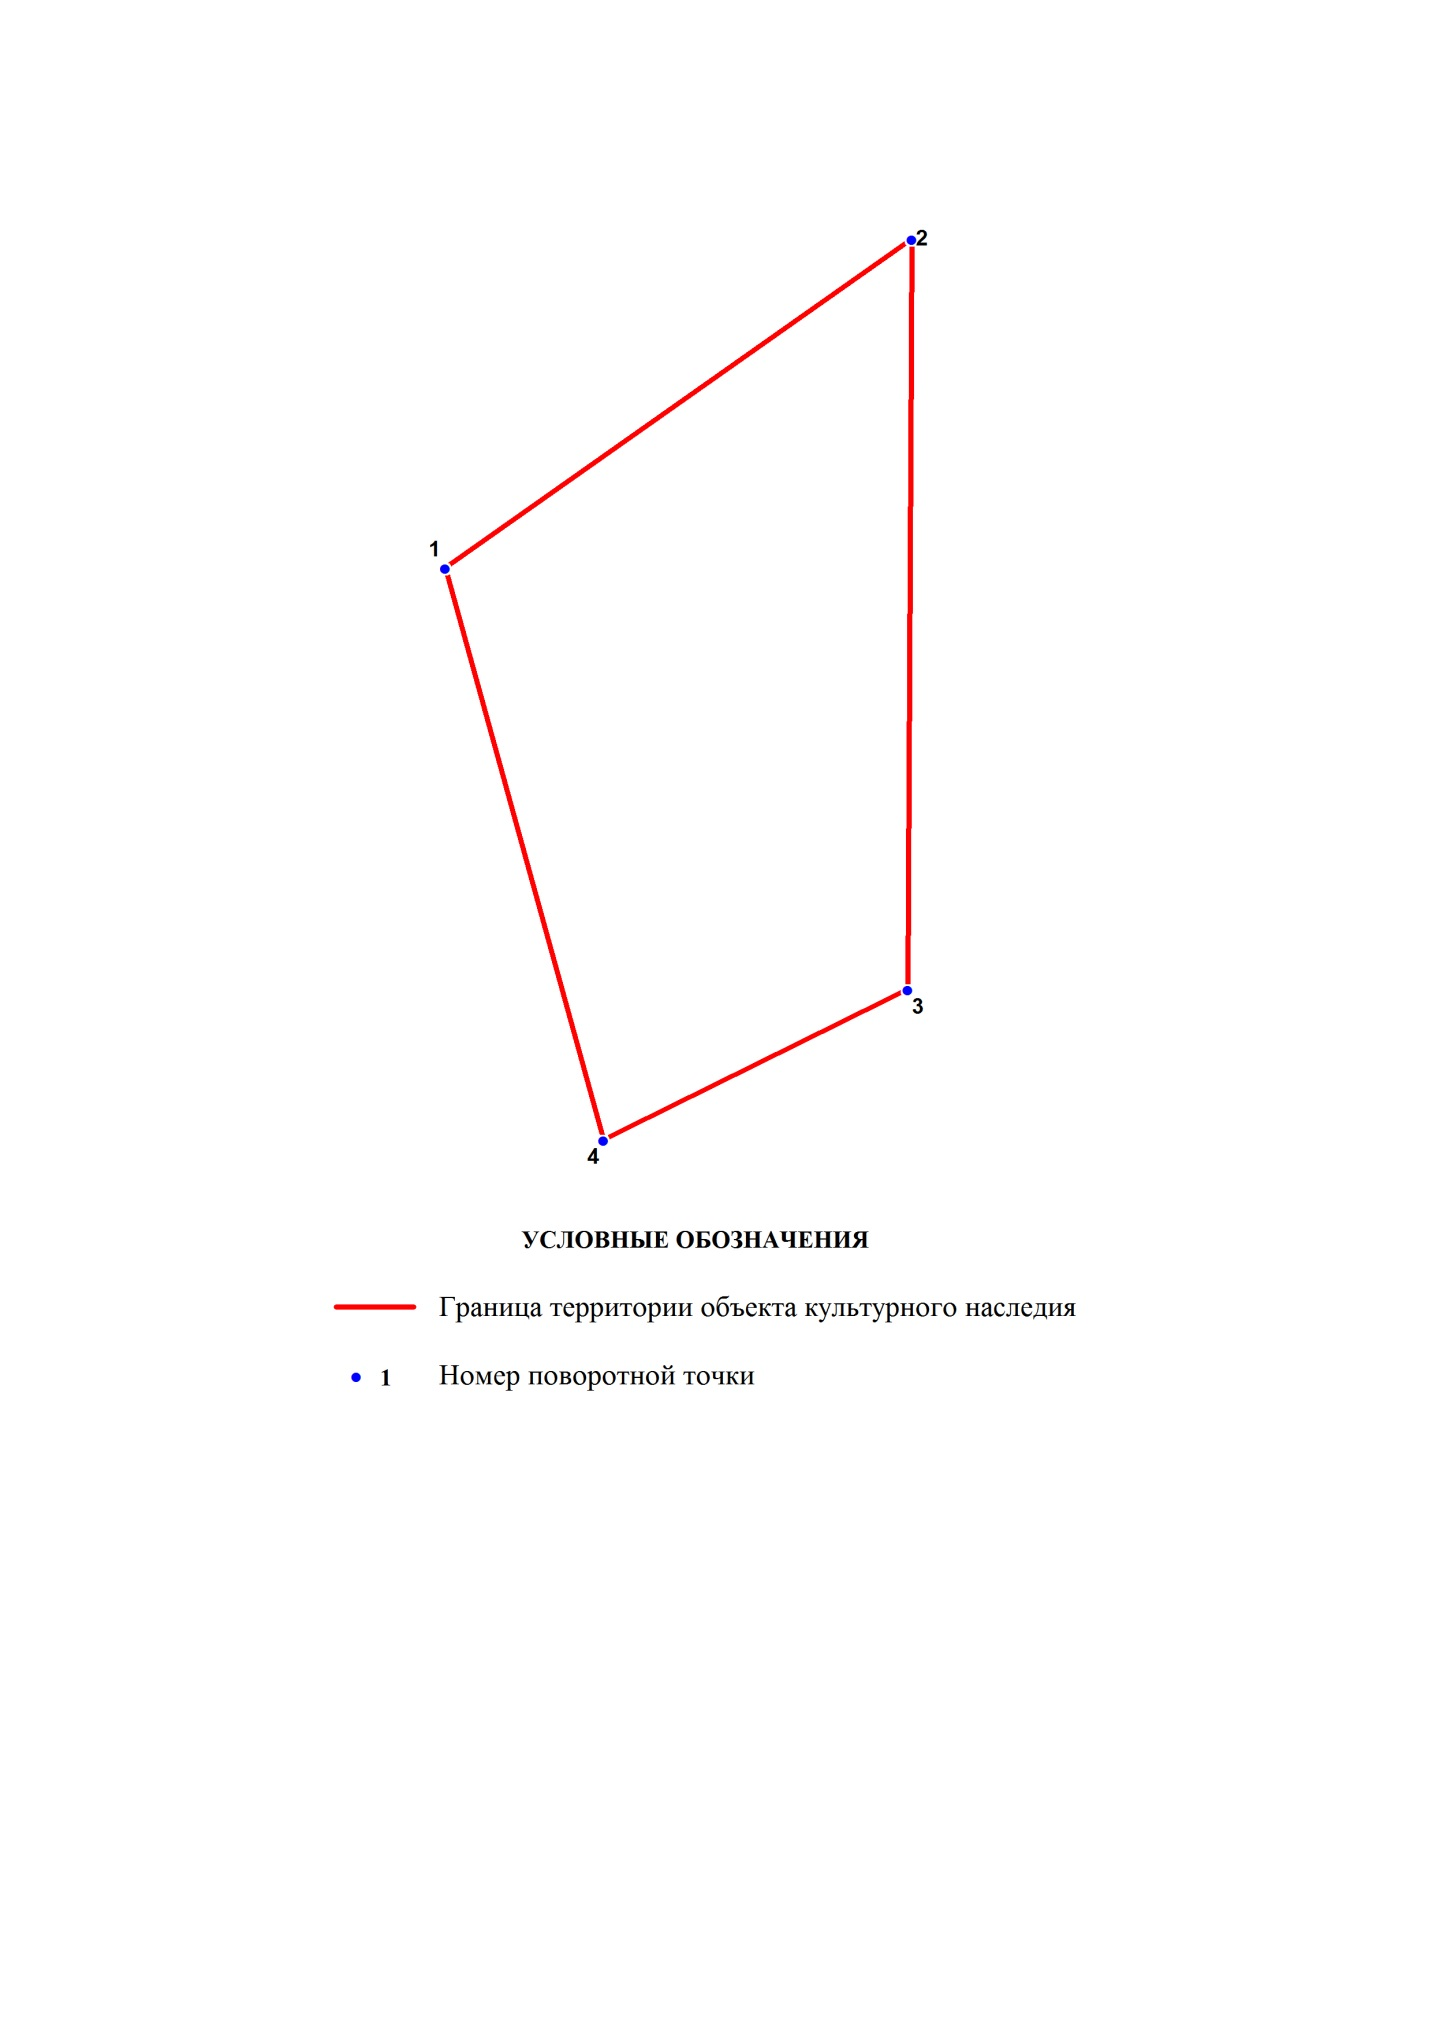 2
1
3
4
УСЛОВНЫЕ ОБОЗНАЧЕНИЯ
Граница территории объекта культурного наследия
1 Номер поворотной точки